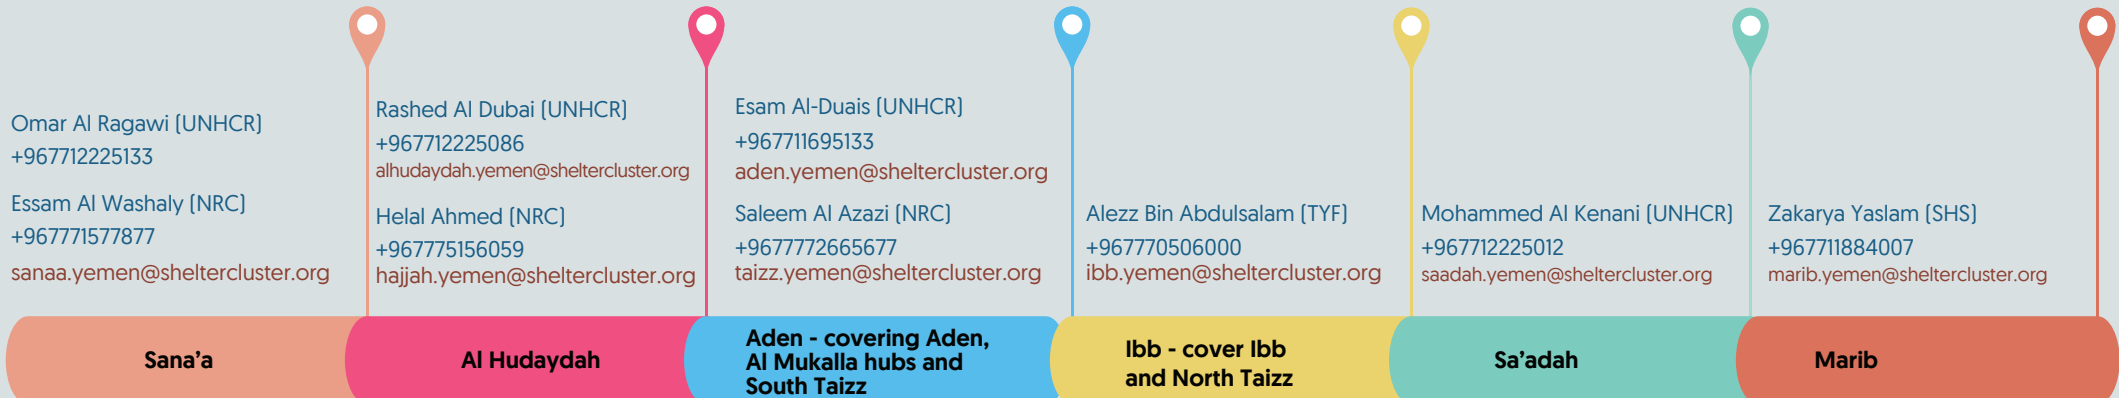 Omar Al Ragawi (UNHCR)
+967712225133
Essam Al Washaly (NRC)
+967771577877
sanaa.yemen@sheltercluster.org
Sana'a
Rashed Al Dubai (UNHCR)
+967712225086
alhudaydah.yemen@sheltercluster.org
Helal Ahmed (NRC)
+967775156059
hajjah.yemen@sheltercluster.org
Al Hudaydah
Esam Al-Duais (UNHCR)
+967711695133
aden.yemen@sheltercluster.org
Saleem Al Azazi (NRC)
+9677772665677
taizz.yemen@sheltercluster.org
Aden - covering Aden,
Al Mukalla hubs and
South Taizz
Alezz Bin Abdulsalam (TYF)
+967770506000
ibb.yemen@sheltercluster.org
Ibb - cover Ibb
and North Taizz
Mohammed Al Kenani (UNHCR)
+967712225012
saadah.yemen@sheltercluster.org
Sa'adah
Zakarya Yaslam (SHS)
+967711884007
marib.yemen@sheltercluster.org
Marib